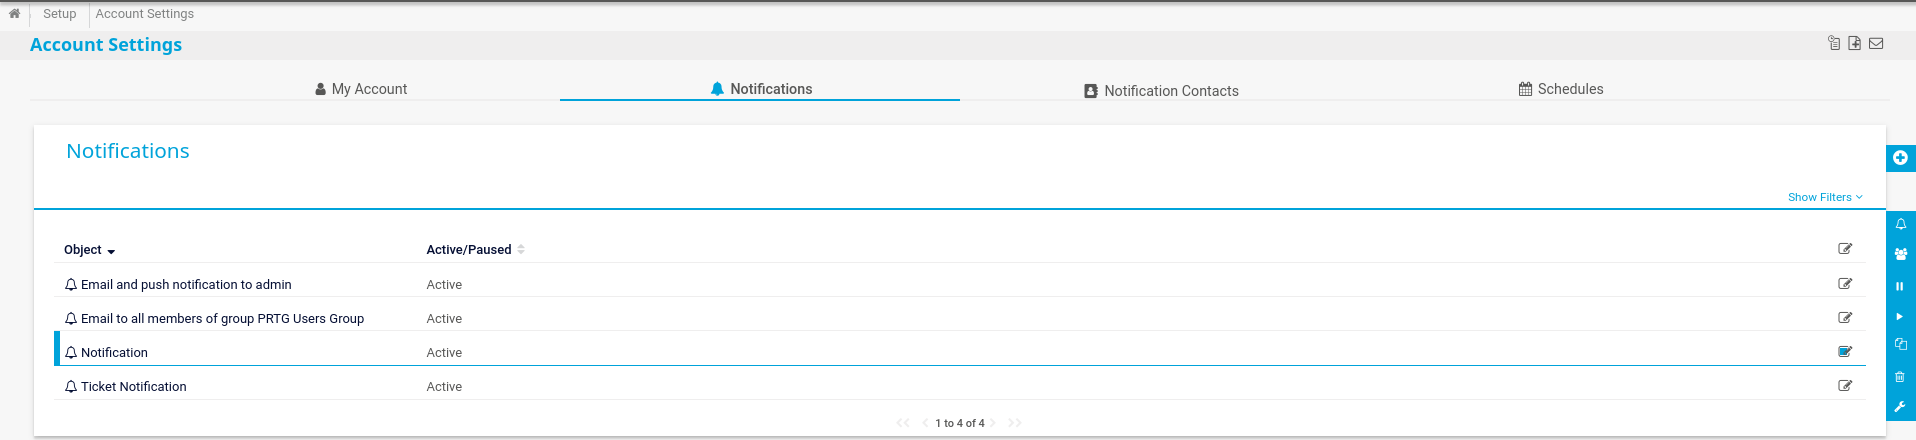 Setup Account Settings
Account Settings
My Account Notifications Notification Contacts Schedules
Notifications
Show Filters
Object Active/Paused
Email and push notification to admin Active
Email to all members of group PRTG Users Group Active
Notification Active
Ticket Notification Active
1 to 4 of 4